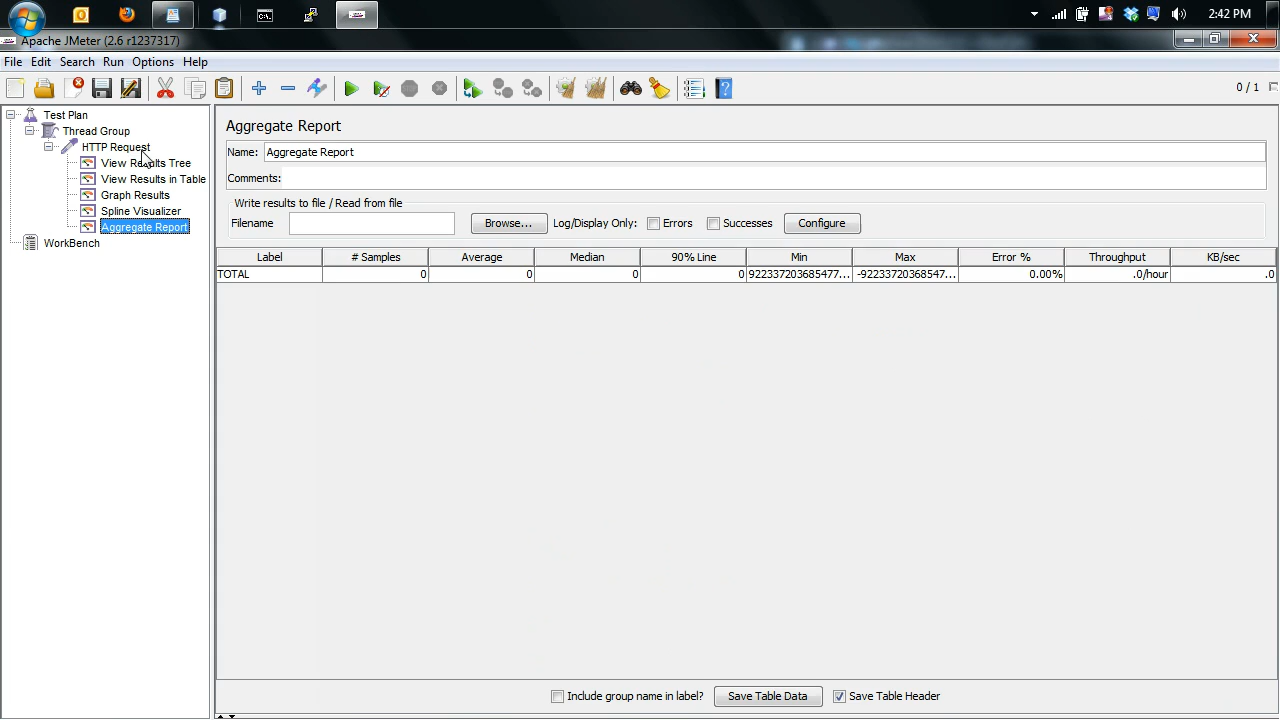 2:42 PM
Apache JMeter (2.6 r1237317)
File Edit Search Run Options Help
0 / 1
Test Plan
Thread Group
HTTP Request
View Results Tree
View Results in Table
Graph Results
Spline Visualizer
Aggregate Report
WorkBench
Aggregate Report
Name: Aggregate Report
Comments:
Write results to file / Read from file
Filename Browse... Log/Display Only: Errors Successes Configure
Label # Samples Average Median 90% Line Min Max Error % Throughput KB/sec
TOTAL 0 0 0 0 922337203685477... -92233720368547... 0.00% .0/hour .0
Include group name in label? Save Table Data Save Table Header